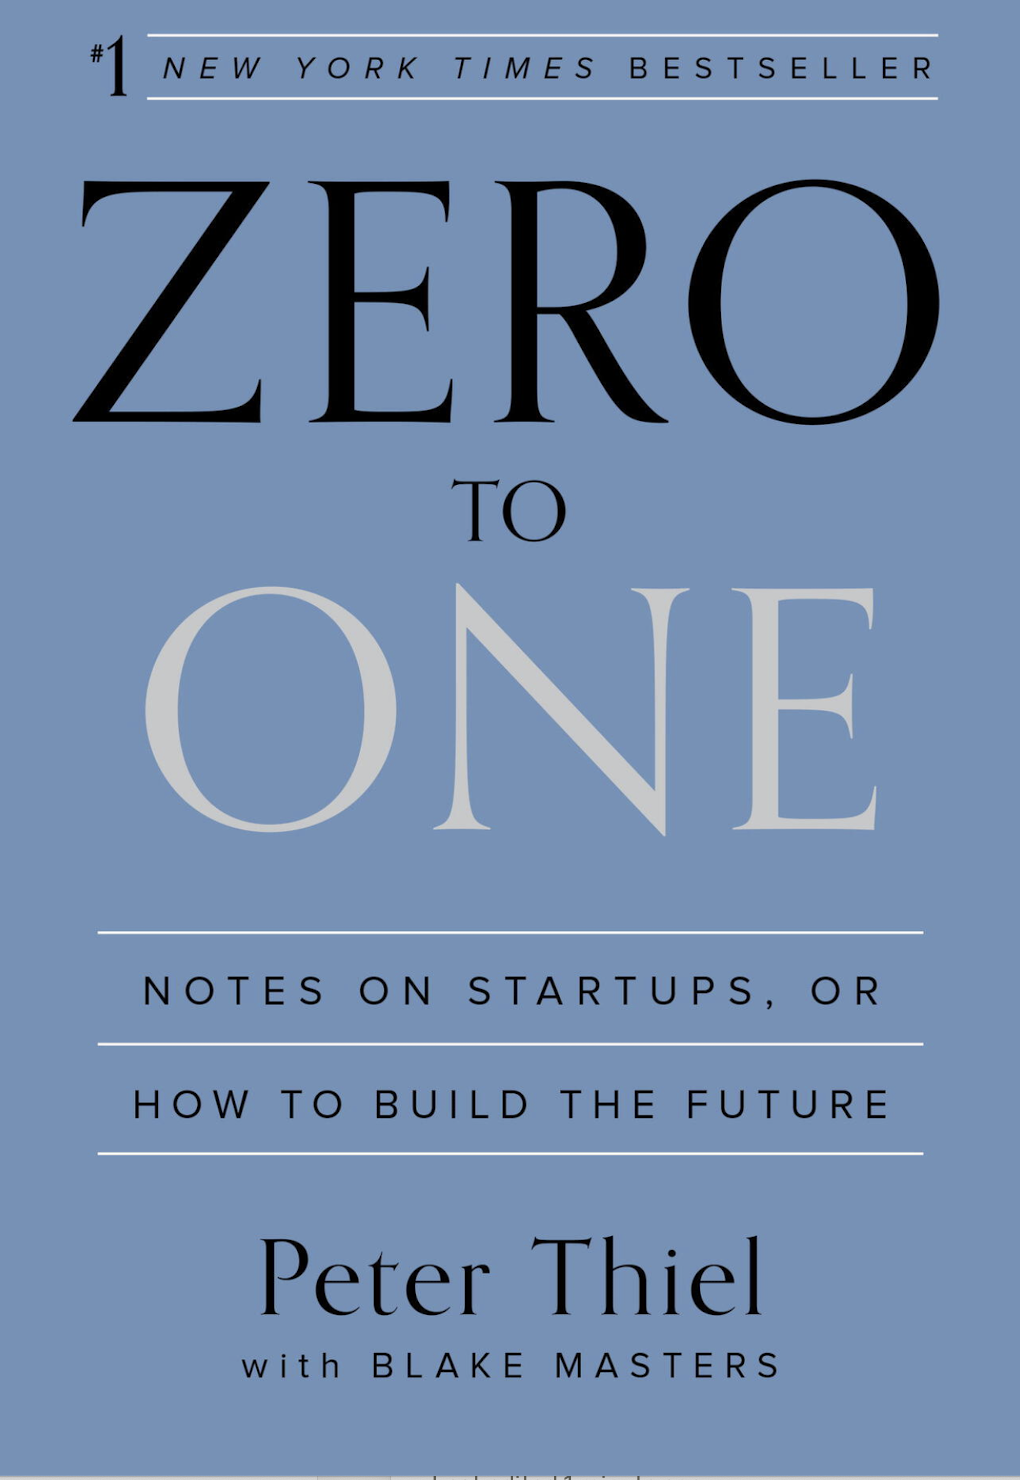 #1 NEW YORK TIMES BESTSELLER
ZERO
TO
ONE
NOTES ON STARTUPS, OR
HOW TO BUILD THE FUTURE
Peter Thiel
with BLAKE MASTERS